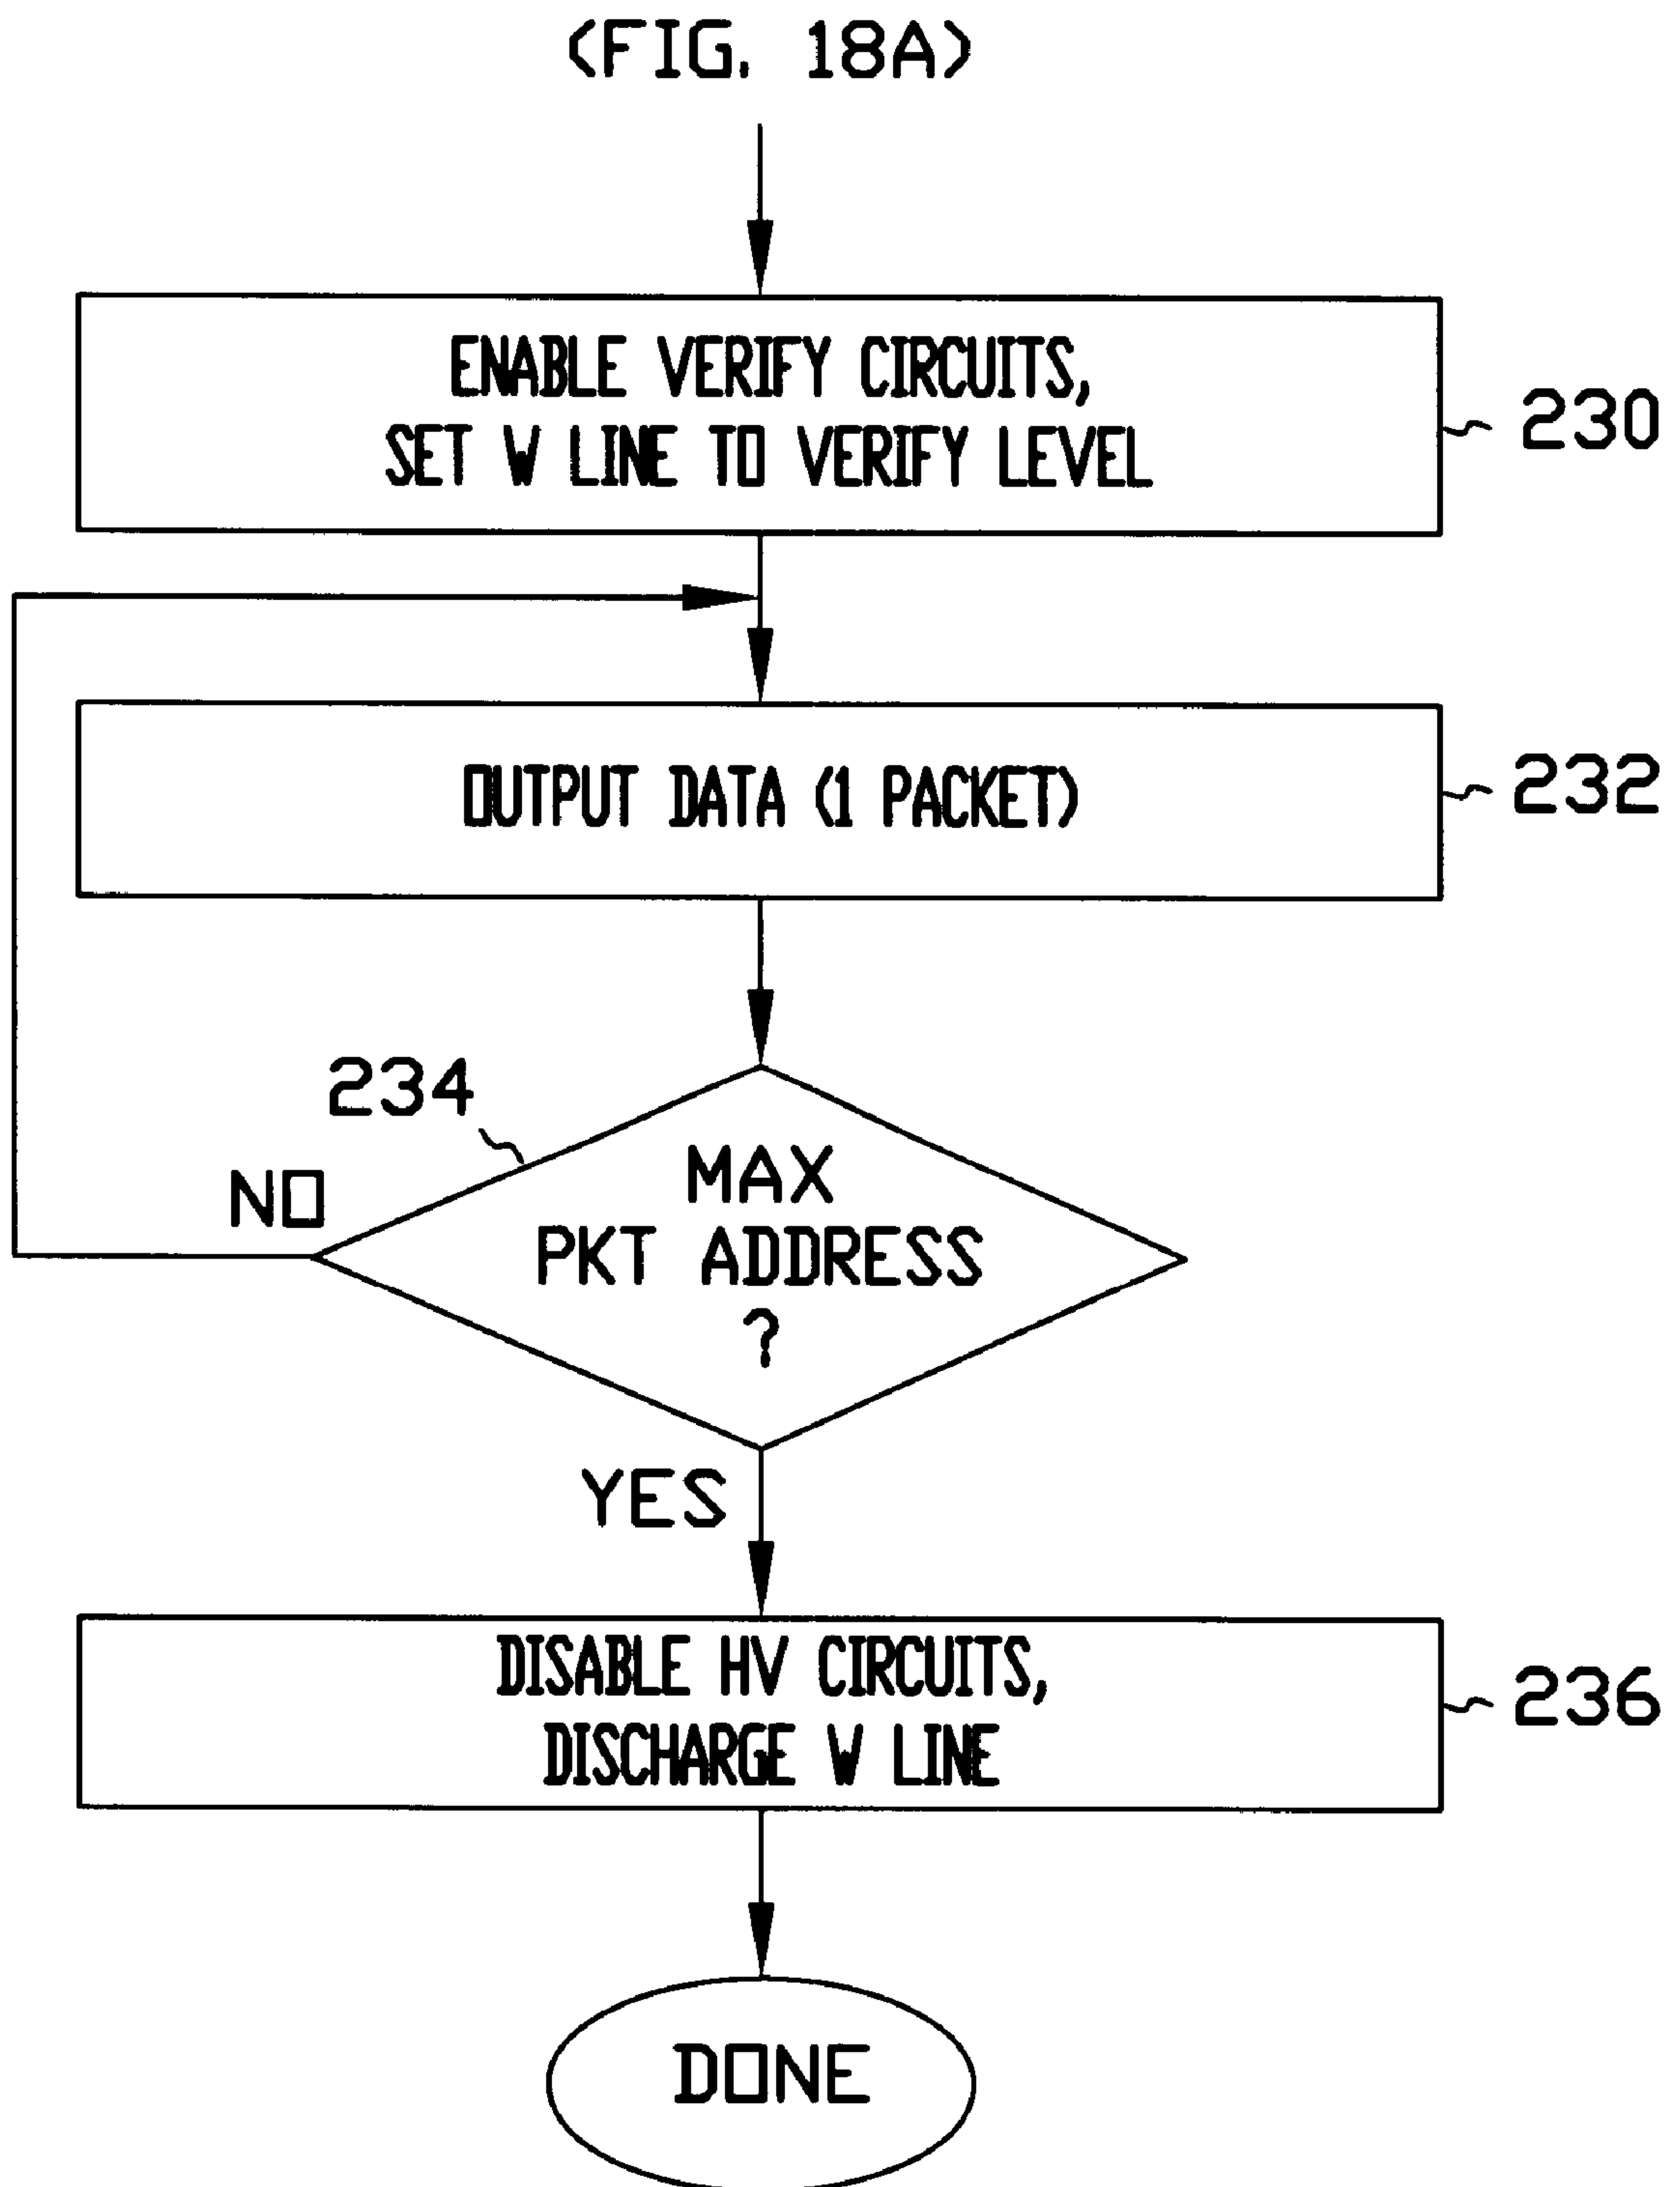 (FIG. 18A)
ENABLE VERIFY CIRCUITS,
SET W LINE TO VERIFY LEVEL
230
OUTPUT DATA (1 PACKET)
232
234
NO
MAX
PKT ADDRESS
?
YES
DISABLE HV CIRCUITS,
DISCHARGE W LINE
236
DONE